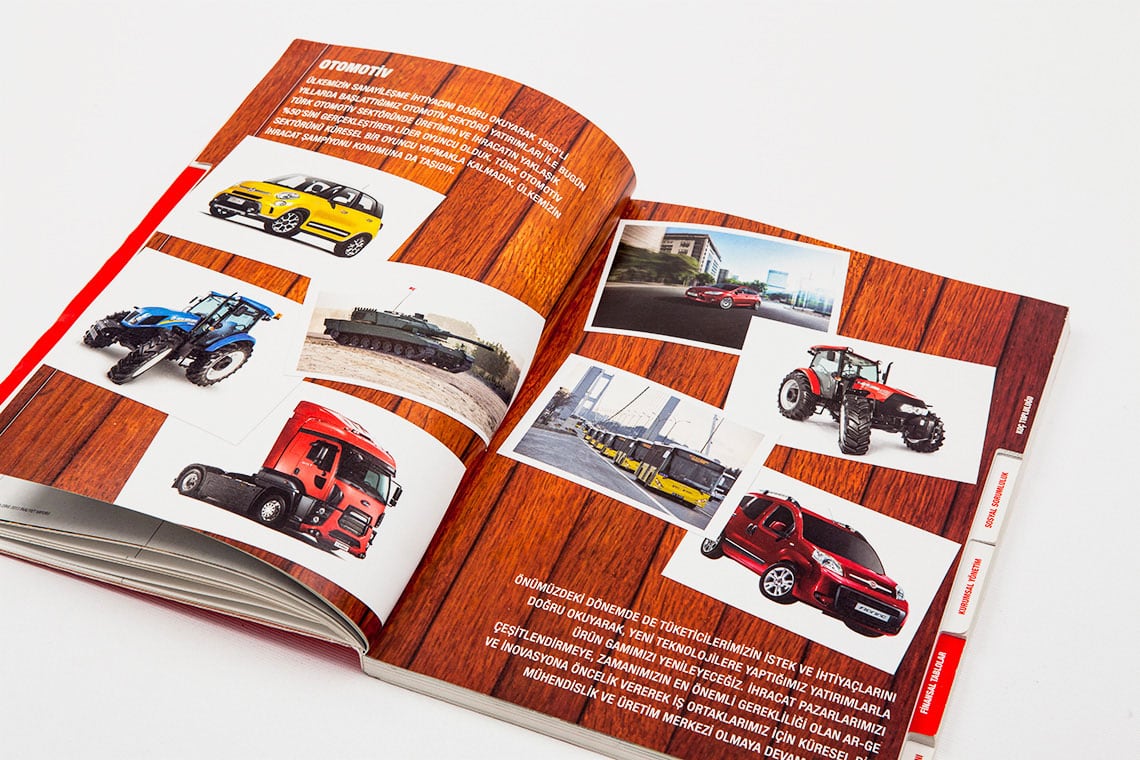 OTOMOTİV
ÜLKEMİZİN SANAYİLEŞME İHTİYACINI DOĞRU OKUYARAK 1950'Lİ
YILLARDA BAŞLATTIĞIMIZ OTOMOTİV SEKTÖRÜ YATIRIMLARI İLE BUGÜN
TÜRK OTOMOTİV SEKTÖRÜNDE ÜRETİMİN VE İHRACATIN YAKLAŞIK
%50'SİNİ GERÇEKLEŞTİREN LİDER OYUNCU OLDUK. TÜRK OTOMOTİV
SEKTÖRÜNÜ KÜRESEL BİR OYUNCU YAPMAKLA KALMADIK, ÜLKEMİZİN
İHRACAT ŞAMPİYONU KONUMUNA DA TAŞIDIK.
ÖNÜMÜZDEKİ DÖNEMDE DE TÜKETİCİLERİMİZİN İSTEK VE İHTİYAÇLARINI
DOĞRU OKUYARAK, YENİ TEKNOLOJİLERE YAPTIĞIMIZ YATIRIMLARLA
ÜRÜN GAMIMIZI YENİLEYECEĞİZ. İHRACAT PAZARLARIMIZI
ÇEŞİTLENDİRMEYE, ZAMANIMIZIN EN ÖNEMLİ GEREKLİLİĞİ OLAN AR-GE
VE İNOVASYONA ÖNCELİK VEREREK İŞ ORTAKLARIMIZ İÇİN KÜRESEL Bİ
MÜHENDİSLİK VE ÜRETİM MERKEZİ OLMAYA DEVAM
KOÇ TOPLULUĞU
SOSYAL SORUMLULUK
KURUMSAL YÖNETİM
FİNANSAL TABLOLAR